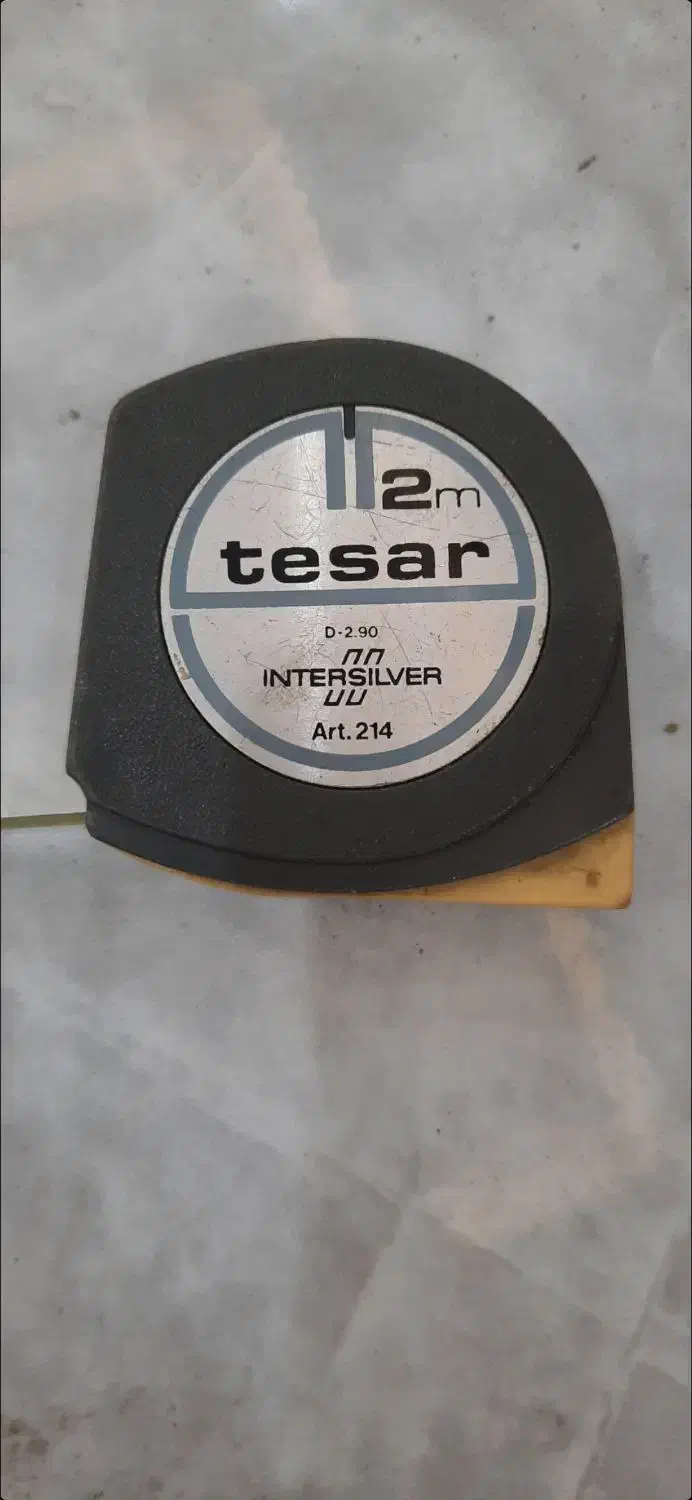 2m
tesar
D-2.90
INTERSILVER
Art. 214